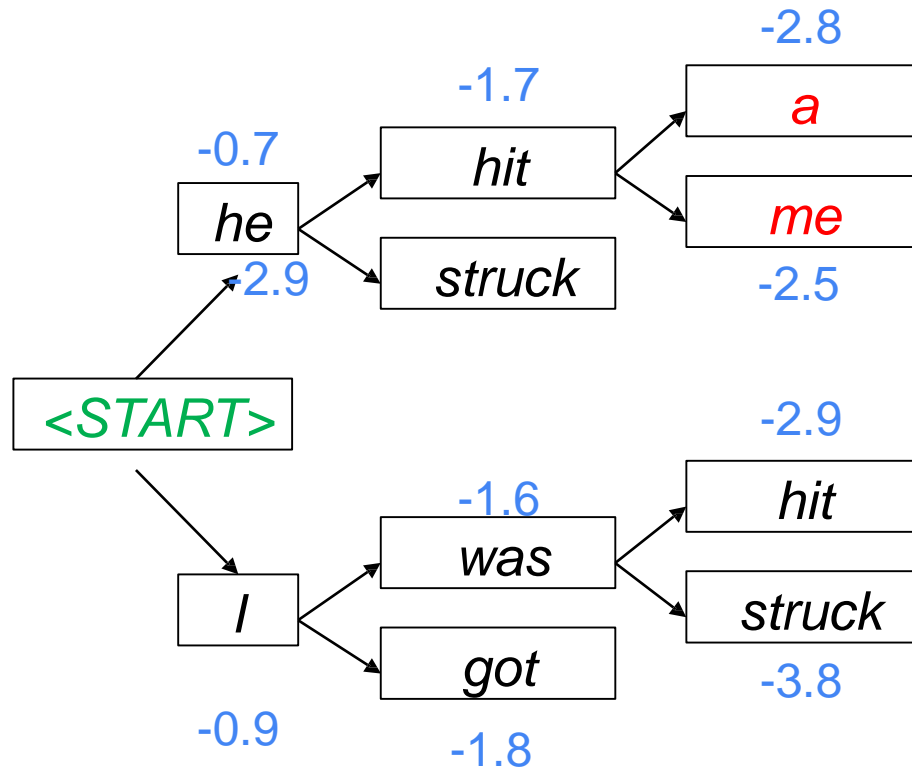 -2.8
-1.7
a
-0.7
hit
he
me
-2.9
struck
-2.5
<START>
-2.9
-1.6
hit
was
I
struck
got
-0.9
-3.8
-1.8